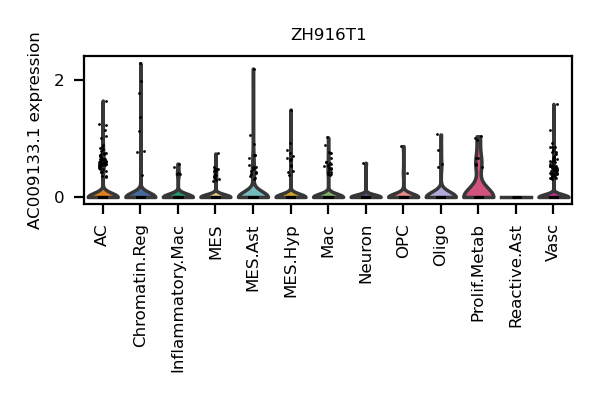 ZH916T1
AC009133.1 expression
2
0
AC
Chromatin.Reg
Inflammatory.Mac
MES
MES.Ast
MES.Hyp
Mac
Neuron
OPC
Oligo
Prolif.Metab
Reactive.Ast
Vasc